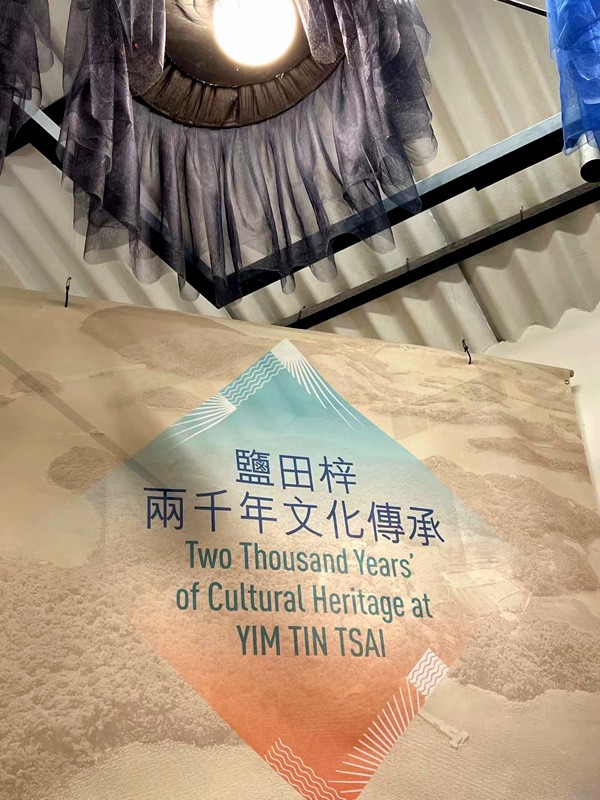 鹽田梓
兩千年文化傳承
Two Thousand Years’
of Cultural Heritage at
YIM TIN TSAI